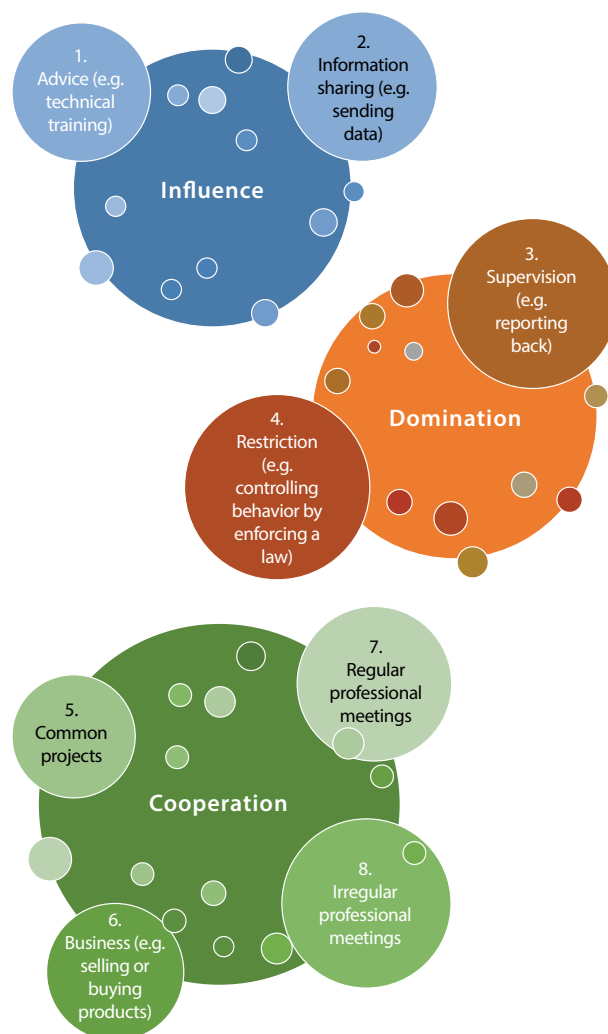 1.
Advice (e.g.
technical
training)
2.
Information
sharing (e.g.
sending
data)
Influence
3.
Supervision
(e.g.
reporting
back)
Domination
4.
Restriction
(e.g.
controlling
behavior by
enforcing a
law)
7.
Regular
professional
meetings
5.
Common
projects
Cooperation
8.
Irregular
professional
meetings
6.
Business (e.g.
selling or
buying
products)